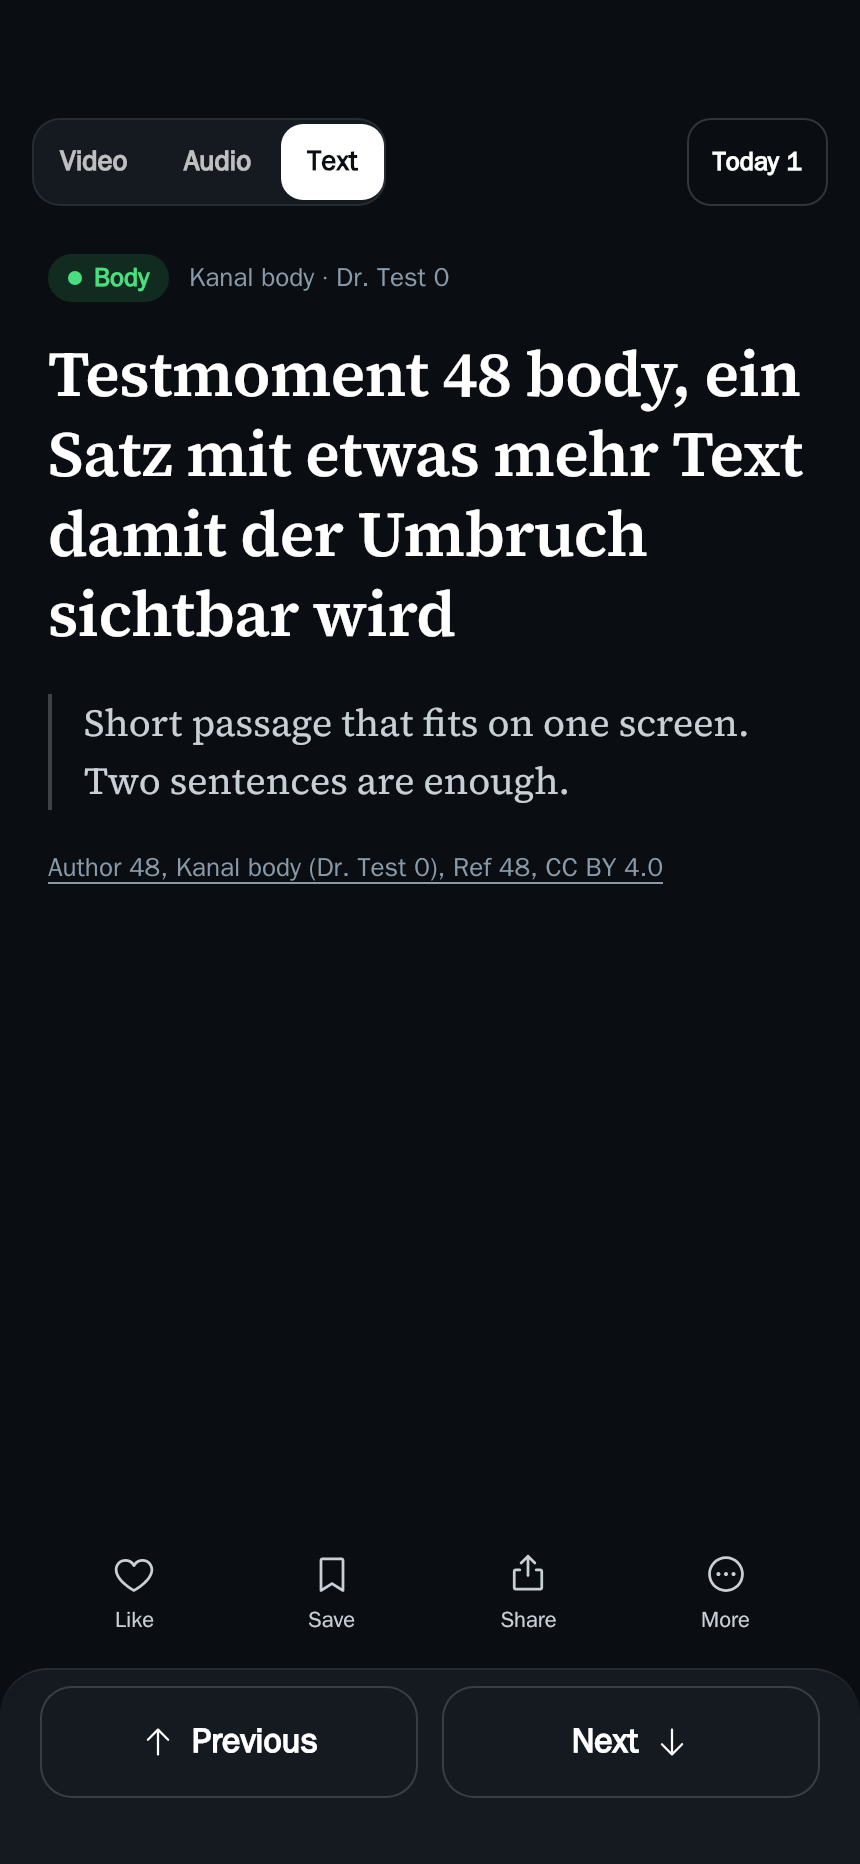 Video Audio Text Today 1
Body Kanal body · Dr. Test 0
Testmoment 48 body, ein
Satz mit etwas mehr Text
damit der Umbruch
sichtbar wird
Short passage that fits on one screen.
Two sentences are enough.
Author 48, Kanal body (Dr. Test 0), Ref 48, CC BY 4.0
Like Save Share More
Previous Next